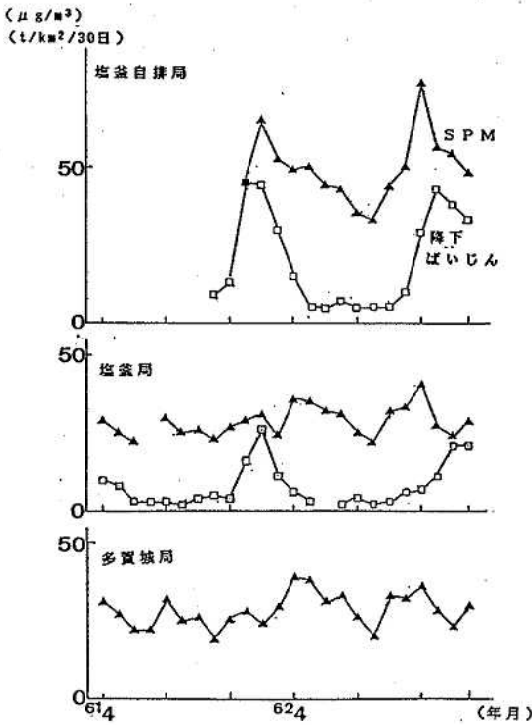 (μg/m³)
(t/km²/30日)
塩釜自排局
SPM
50
降下
ばいじん
0
50
塩釜局
0
50
多賀城局
0
61 4
62 4
(年月)